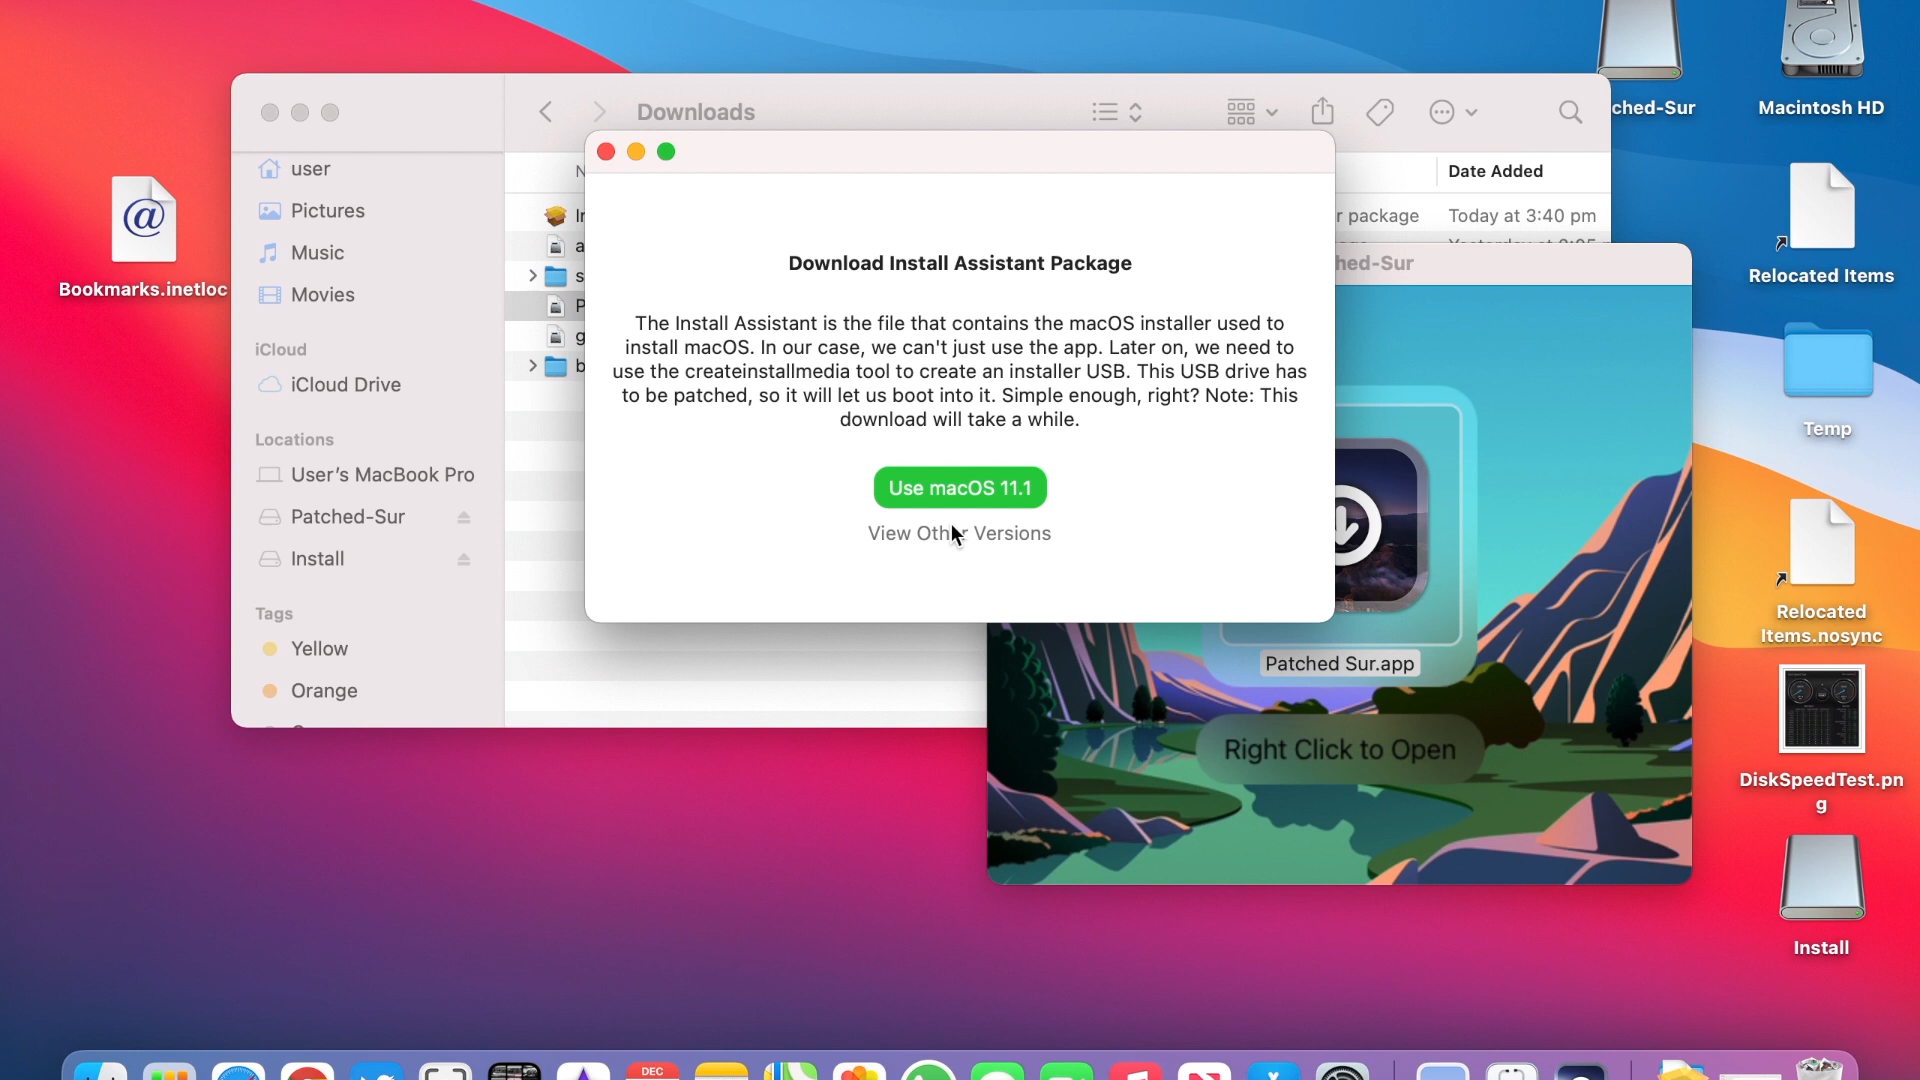 Downloads
ched-Sur
Macintosh HD
user
Date Added
Pictures
r package
Today at 3:40 pm
Music
Download Install Assistant Package
hed-Sur
Relocated Items
Bookmarks.inetloc
Movies
The Install Assistant is the file that contains the macOS installer used to
install macOS. In our case, we can't just use the app. Later on, we need to
use the createinstallmedia tool to create an installer USB. This USB drive has
to be patched, so it will let us boot into it. Simple enough, right? Note: This
download will take a while.
iCloud
iCloud Drive
Temp
Locations
User's MacBook Pro
Use macOS 11.1
Patched-Sur
View Other Versions
Install
Tags
Relocated
Items.nosync
Yellow
Patched Sur.app
Orange
Right Click to Open
DiskSpeedTest.pn
g
Install
DEC